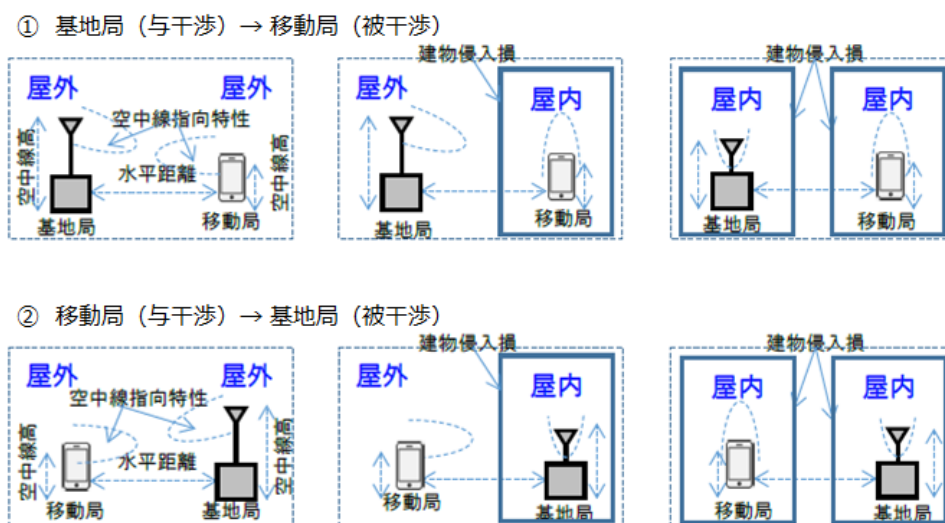 ① 基地局（与干渉）→ 移動局（被干渉）
屋外
屋外
空中線指向特性
空中線高
水平距離
空中線高
基地局
移動局
建物侵入損
屋外
屋内
基地局
移動局
建物侵入損
屋内
屋内
基地局
移動局
② 移動局（与干渉）→ 基地局（被干渉）
屋外
屋外
空中線指向特性
空中線高
水平距離
空中線高
移動局
基地局
建物侵入損
屋外
屋内
移動局
基地局
建物侵入損
屋内
屋内
移動局
基地局